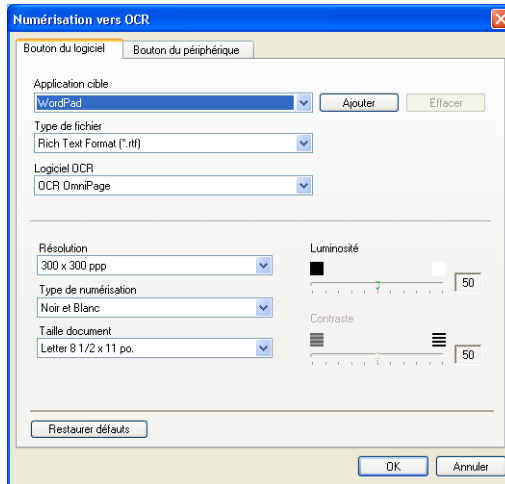 Numérisation vers OCR
Bouton du logiciel Bouton du périphérique
Application cible
WordPad Ajouter Effacer
Type de fichier
Rich Text Format (*.rtf)
Logiciel OCR
OCR OmniPage
Résolution Luminosité
300 x 300 ppp
50
Type de numérisation
Noir et Blanc
Contraste
Taille document
Letter 8 1/2 x 11 po.
50
Restaurer défauts
OK Annuler